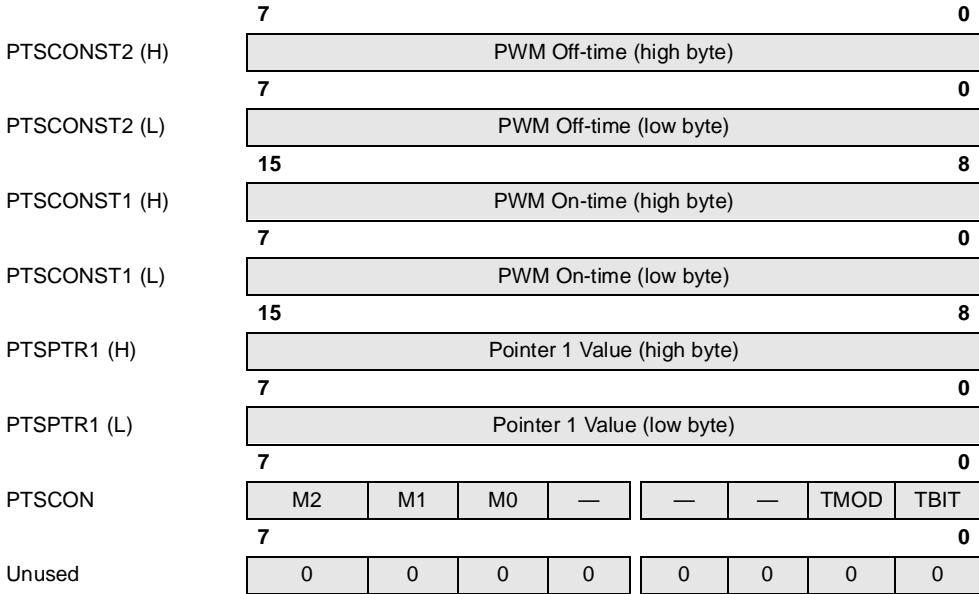 7 0
PTSCONST2 (H) PWM Off-time (high byte)
7 0
PTSCONST2 (L) PWM Off-time (low byte)
15 8
PTSCONST1 (H) PWM On-time (high byte)
7 0
PTSCONST1 (L) PWM On-time (low byte)
15 8
PTSPTR1 (H) Pointer 1 Value (high byte)
7 0
PTSPTR1 (L) Pointer 1 Value (low byte)
7 0
PTSCON M2 M1 M0 — — — TMOD TBIT
7 0
Unused 0 0 0 0 0 0 0 0